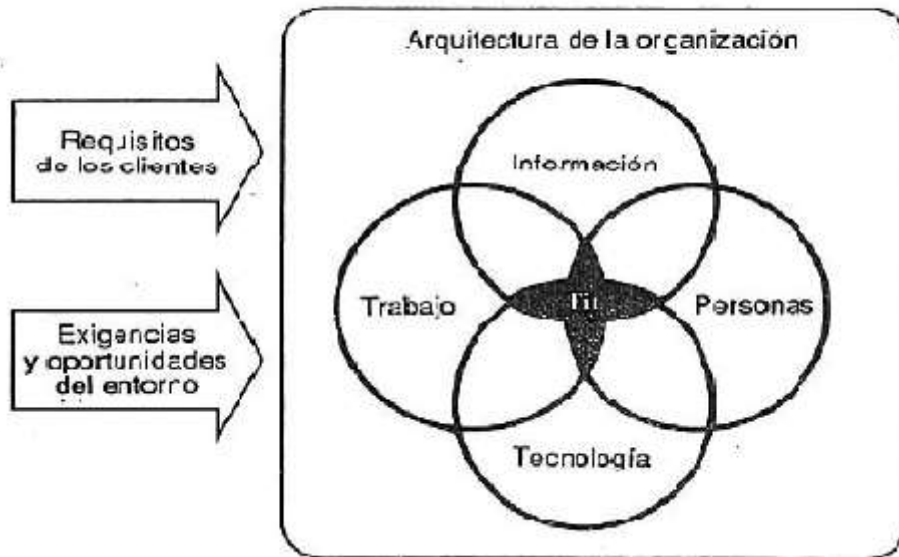 Arquitectura de la organización
Requisitos
de los clientes
Información
Trabajo
Fit
Personas
Exigencias
y oportunidades
del entorno
Tecnología